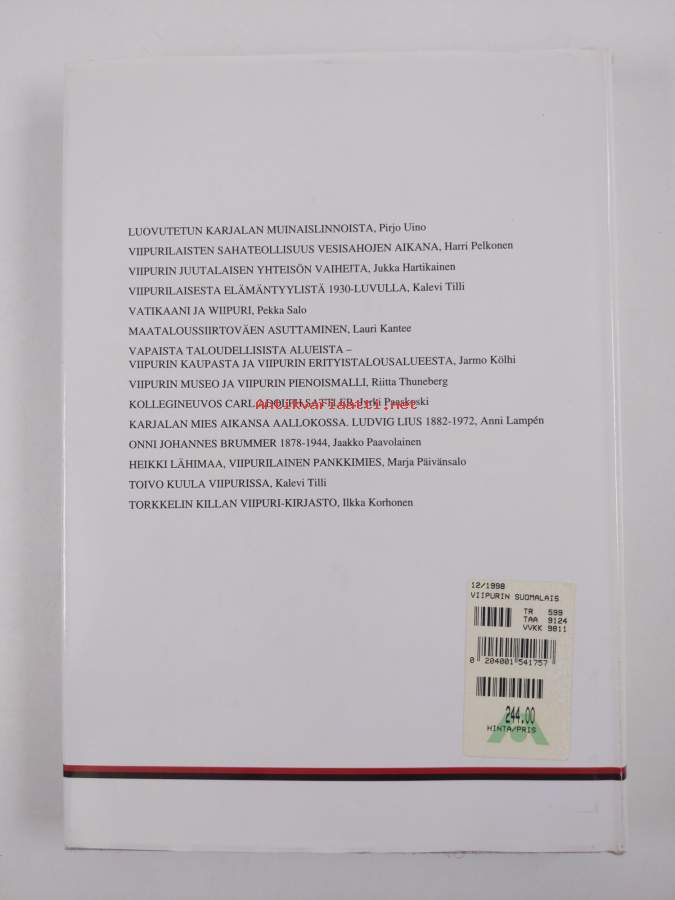 LUOVUTETUN KARJALAN MUINAISLINNOISTA, Pirjo Uino
VIIPURILAISTEN SAHATEOLLISUUS VESISAHOJEN AIKANA, Harri Pelkonen
VIIPURIN JUUTALAISEN YHTEISÖN VAIHEITA, Jukka Hartikainen
VIIPURILAISESTA ELÄMÄNTYYLISTÄ 1930-LUVULLA, Kalevi Tilli
VATIKAANI JA WIIPURI, Pekka Salo
MAATALOUSSIIRTOVÄEN ASUTTAMINEN, Lauri Kantee
VAPAISTA TALOUDELLISISTA ALUEISTA –
VIIPURIN KAUPASTA JA VIIPURIN ERITYISTALOUSALUEESTA, Jarmo Kölhi
VIIPURIN MUSEO JA VIIPURIN PIENOISMALLI, Riitta Thuneberg
KOLLEGINEUVOS CARL ADOLPH SATTLER, Jyrki Paaskoski
Antikvariaatti.net
KARJALAN MIES AIKANSA AALLOKOSSA. LUDVIG LIUS 1882-1972, Anni Lampén
ONNI JOHANNES BRUMMER 1878-1944, Jaakko Paavolainen
HEIKKI LÄHIMAA, VIIPURILAINEN PANKKIMIES, Marja Päivänsalo
TOIVO KUULA VIIPURISSA, Kalevi Tilli
TORKKELIN KILLAN VIIPURI-KIRJASTO, Ilkka Korhonen
12/1998
VIIPURIN SUOMALAIS
TR 599
TAA 9124
VVKK 9811
0 204001 541757
244.00
HINTA/PRIS